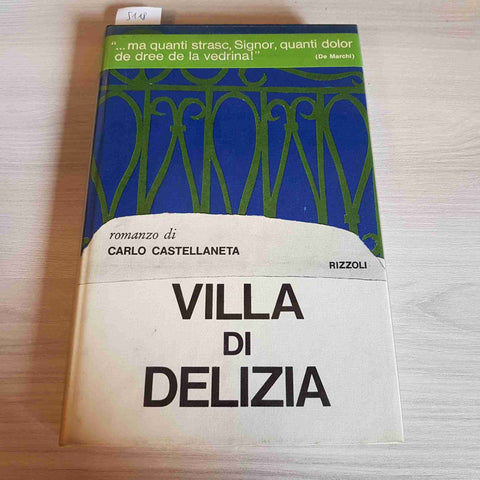 5118
"... ma quanti strasc, Signor, quanti dolor
de dree de la vedrina!" (De Marchi)
romanzo di
CARLO CASTELLANETA
RIZZOLI
VILLA
DI
DELIZIA